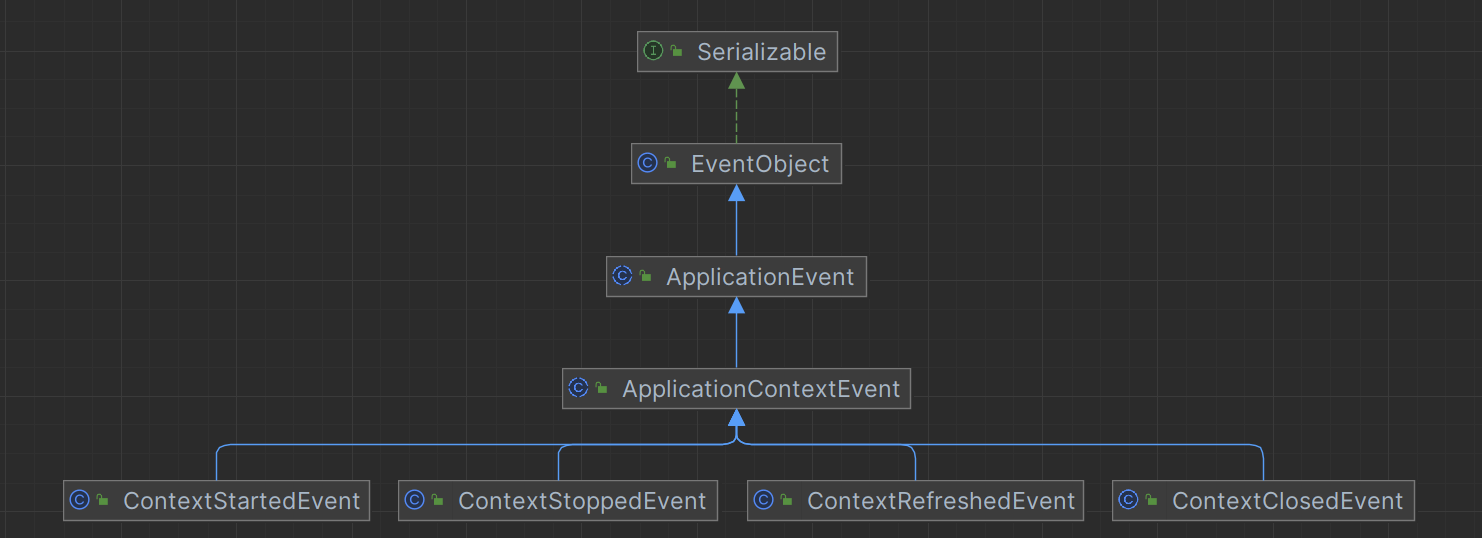 Serializable
EventObject
ApplicationEvent
ApplicationContextEvent
ContextStartedEvent ContextStoppedEvent ContextRefreshedEvent ContextClosedEvent